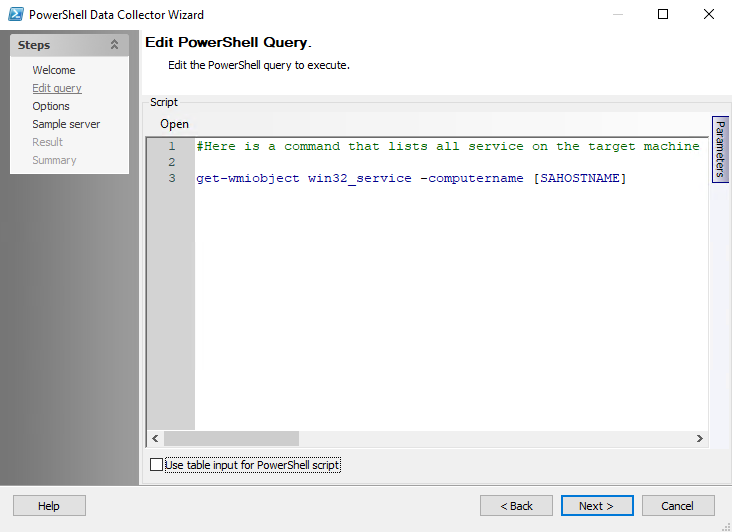 PowerShell Data Collector Wizard
Steps
Welcome
Edit query
Options
Sample server
Result
Summary
Edit PowerShell Query.
Edit the PowerShell query to execute.
Script
Open
1 #Here is a command that lists all service on the target machine
2
3 get-wmiobject win32_service -computername [SAHOSTNAME]
Parameters
Use table input for PowerShell script
Help
< Back
Next >
Cancel